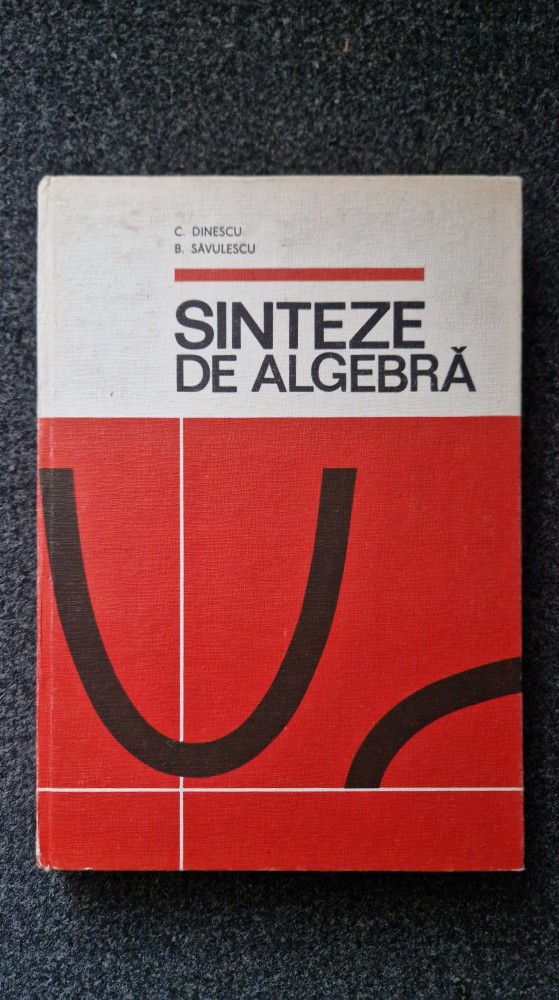 C. DINESCU
B. SĂVULESCU
SINTEZE
DE ALGEBRĂ